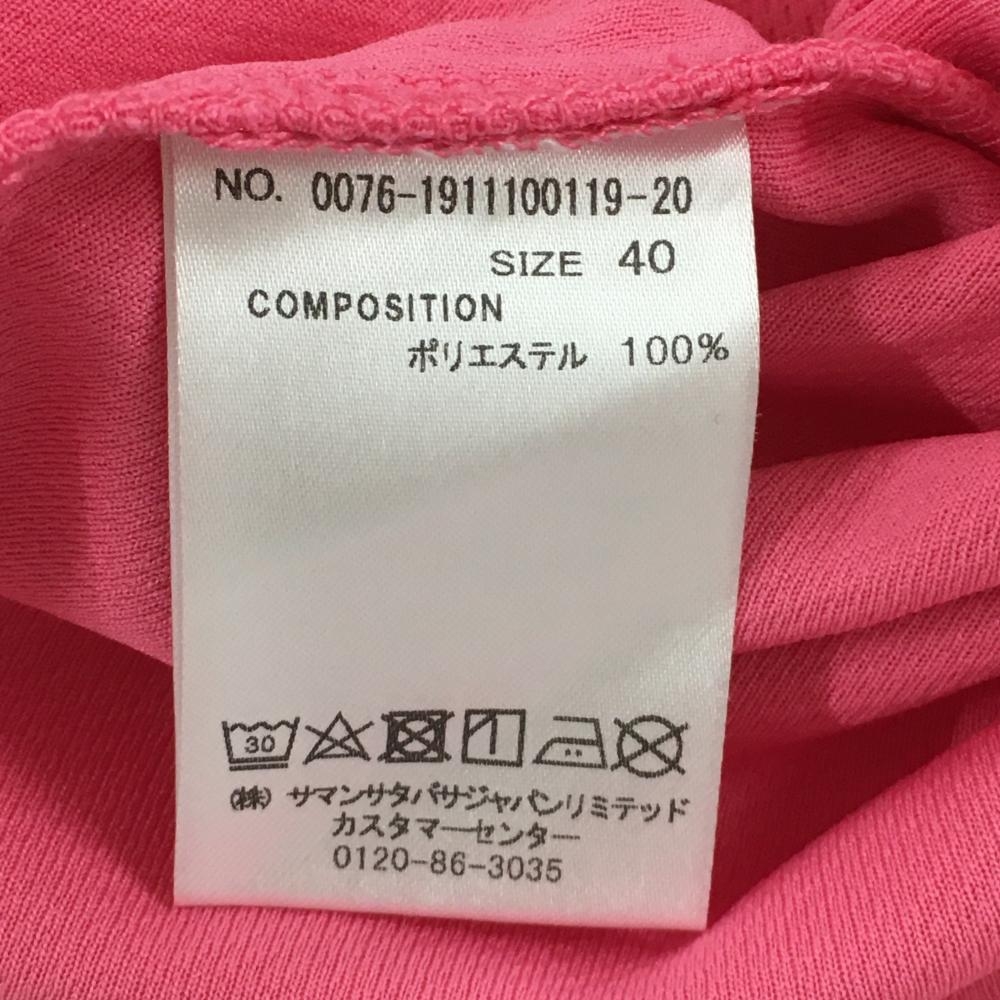 NO. 0076-1911100119-20
SIZE 40
COMPOSITION
ポリエステル 100%
30
(株) サマンサタバサジャパンリミテッド
カスタマーセンター
0120-86-3035